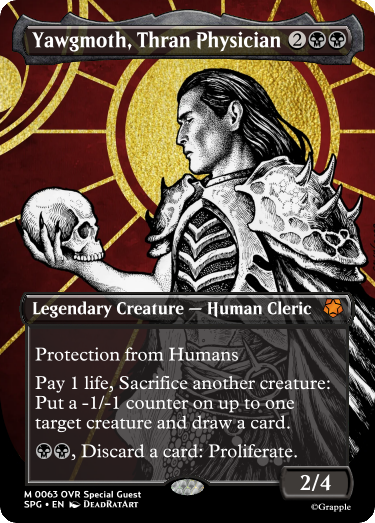 Yawgmoth, Thran Physician 2
Legendary Creature — Human Cleric
Protection from Humans
Pay 1 life, Sacrifice another creature:
Put a -1/-1 counter on up to one
target creature and draw a card.
, Discard a card: Proliferate.
2/4
M 0063 OVR Special Guest
SPG • EN DeadRatArt
©Grapple